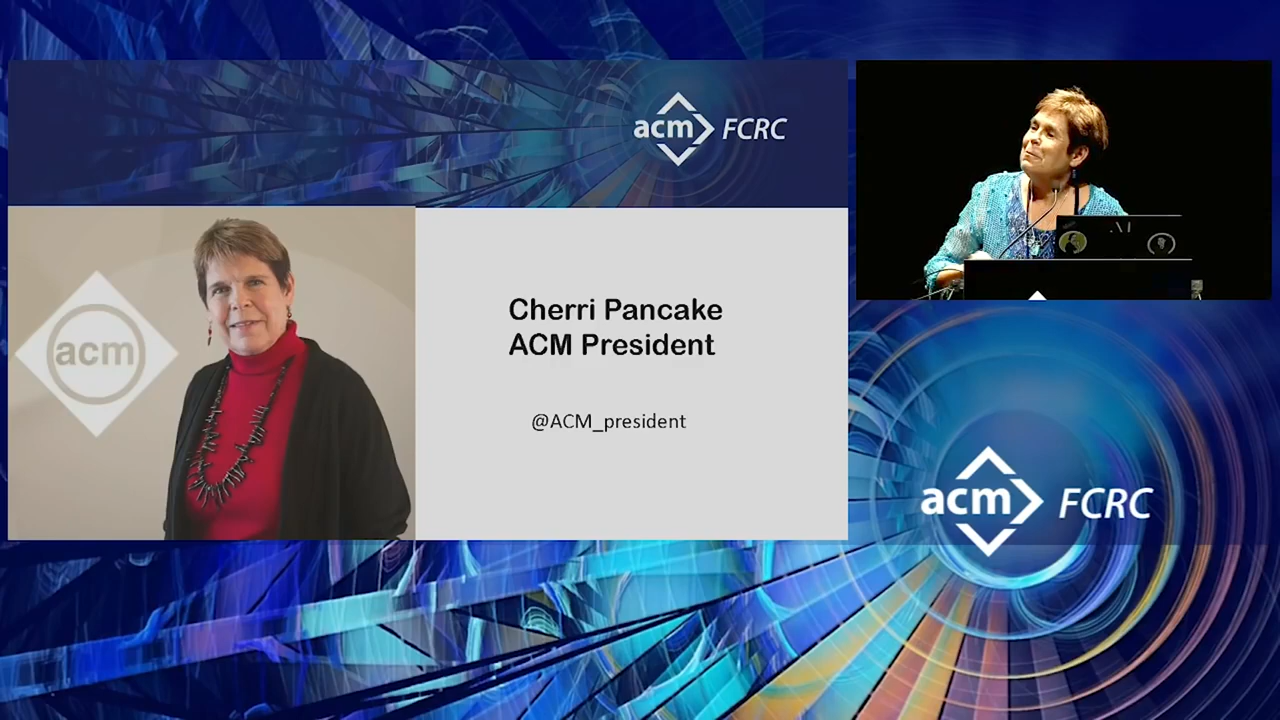 acm FCRC
acm
Cherri Pancake
ACM President
@ACM_president
acm FCRC